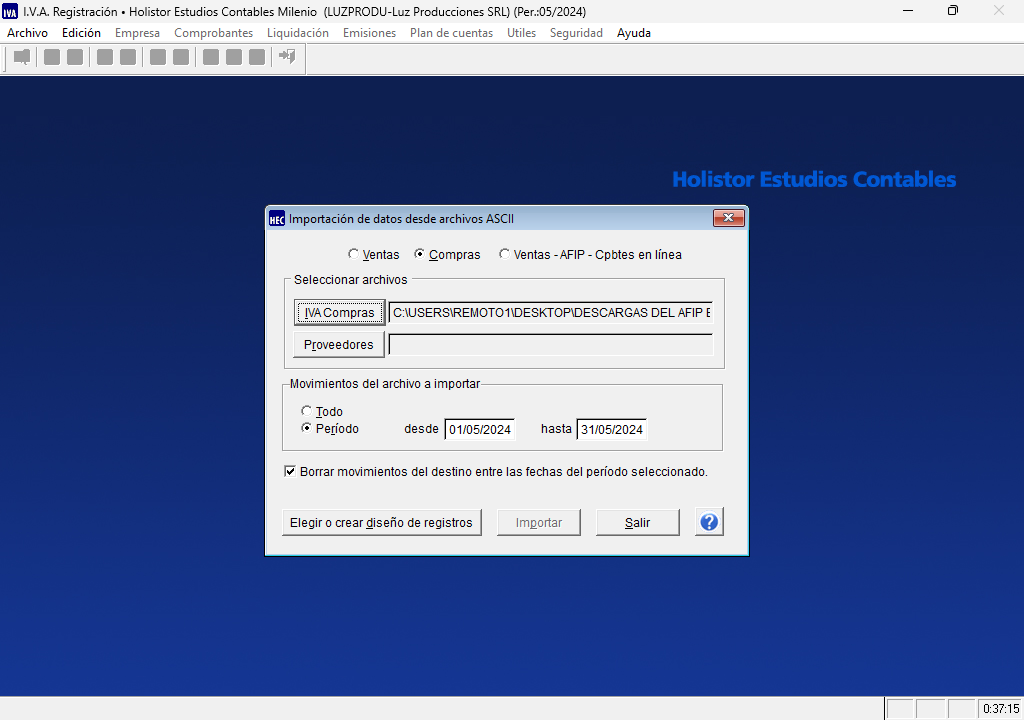 IVA I.V.A. Registración • Holistor Estudios Contables Milenio (LUZPRODU-Luz Producciones SRL) (Per.:05/2024)
Archivo Edición Empresa Comprobantes Liquidación Emisiones Plan de cuentas Utiles Seguridad Ayuda
Holistor Estudios Contables
HEC Importación de datos desde archivos ASCII
Ventas Compras Ventas - AFIP - Cpbtes en línea
Seleccionar archivos
IVA Compras C:\USERS\REMOTO1\DESKTOP\DESCARGAS DEL AFIP E
Proveedores
Movimientos del archivo a importar
Todo
Período desde 01/05/2024 hasta 31/05/2024
Borrar movimientos del destino entre las fechas del período seleccionado.
Elegir o crear diseño de registros Importar Salir ?
0:37:15